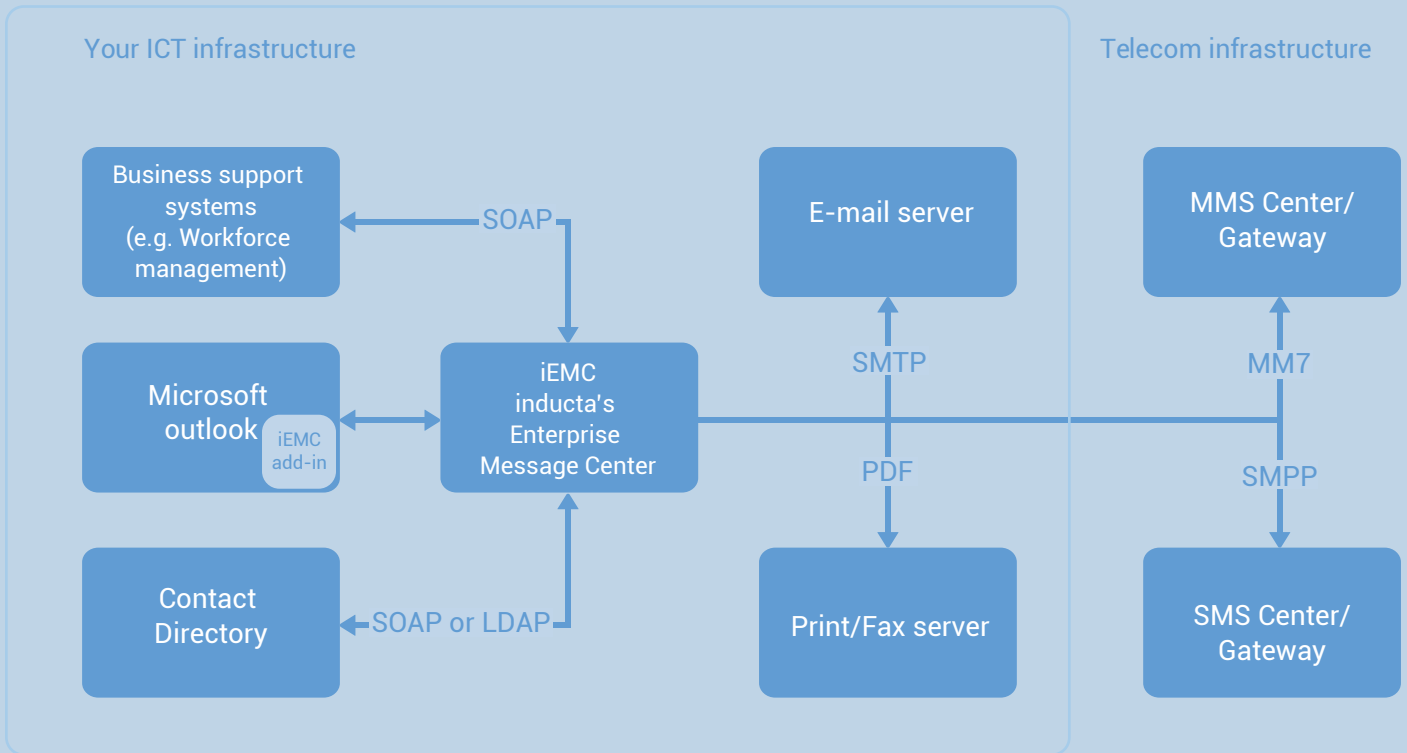 Your ICT infrastructure
Telecom infrastructure
Business support
systems
(e.g. Workforce
management)
SOAP
E-mail server
MMS Center/
Gateway
Microsoft
outlook
iEMC
add-in
iEMC
inducta's
Enterprise
Message Center
SMTP
MM7
PDF
SMPP
Contact
Directory
SOAP or LDAP
Print/Fax server
SMS Center/
Gateway